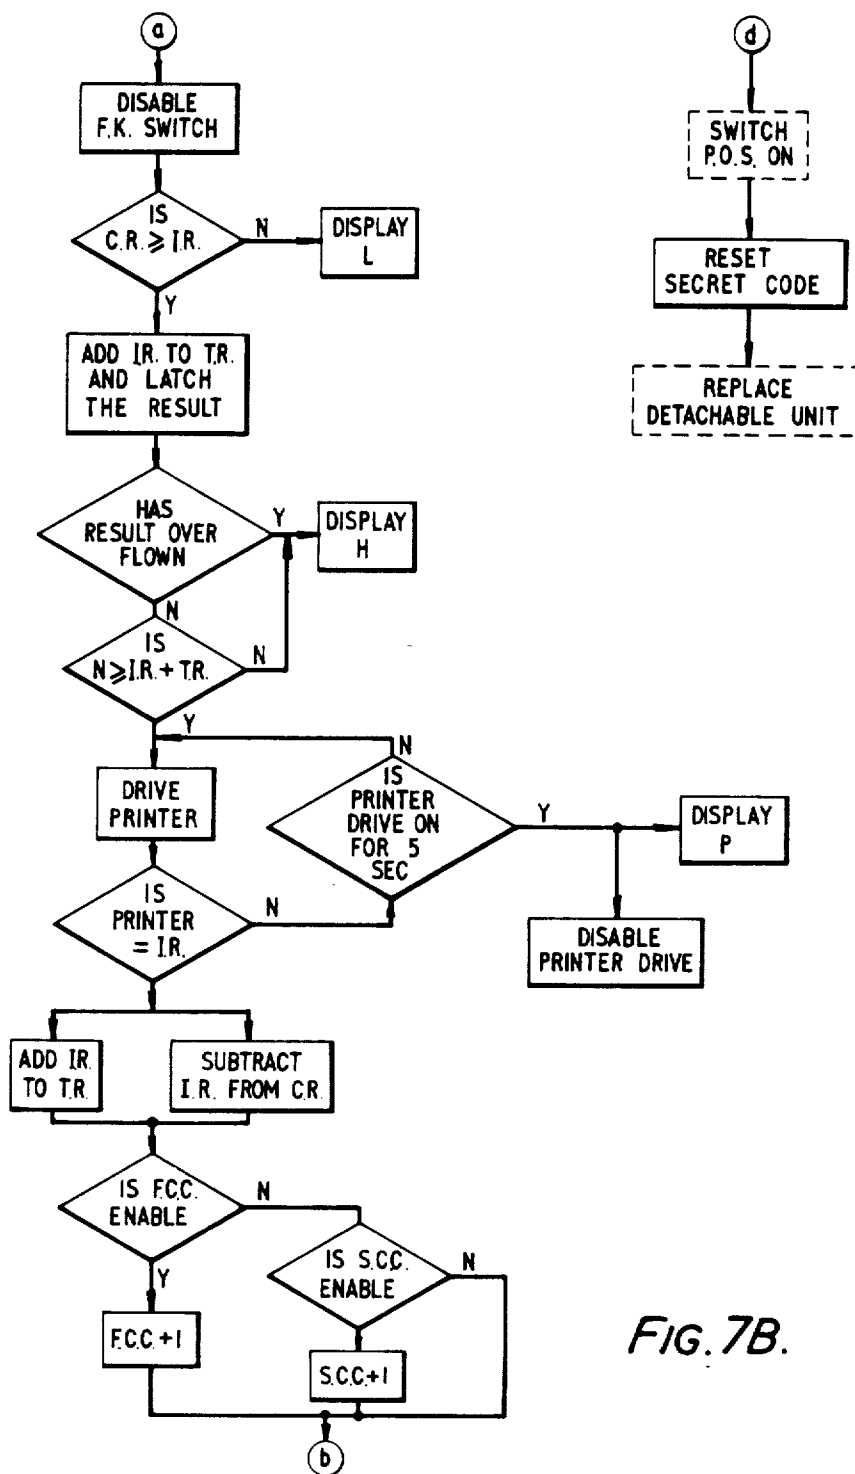 a
DISABLE
F.K. SWITCH
IS
C.R. ⩾ I.R.
N
DISPLAY
L
Y
ADD I.R. TO T.R.
AND LATCH
THE RESULT
HAS
RESULT OVER
FLOWN
Y
DISPLAY
H
N
IS
N ⩾ I.R. + T.R.
N
Y
DRIVE
PRINTER
N
IS
PRINTER
DRIVE ON
FOR 5
SEC
Y
DISPLAY
P
DISABLE
PRINTER DRIVE
IS
PRINTER
= I.R.
N
ADD I.R.
TO T.R.
SUBTRACT
I.R. FROM C.R.
IS F.C.C.
ENABLE
N
Y
IS S.C.C.
ENABLE
N
F.C.C.+1
S.C.C.+1
b
d
SWITCH
P.O.S. ON
RESET
SECRET CODE
REPLACE
DETACHABLE UNIT
FIG. 7B.